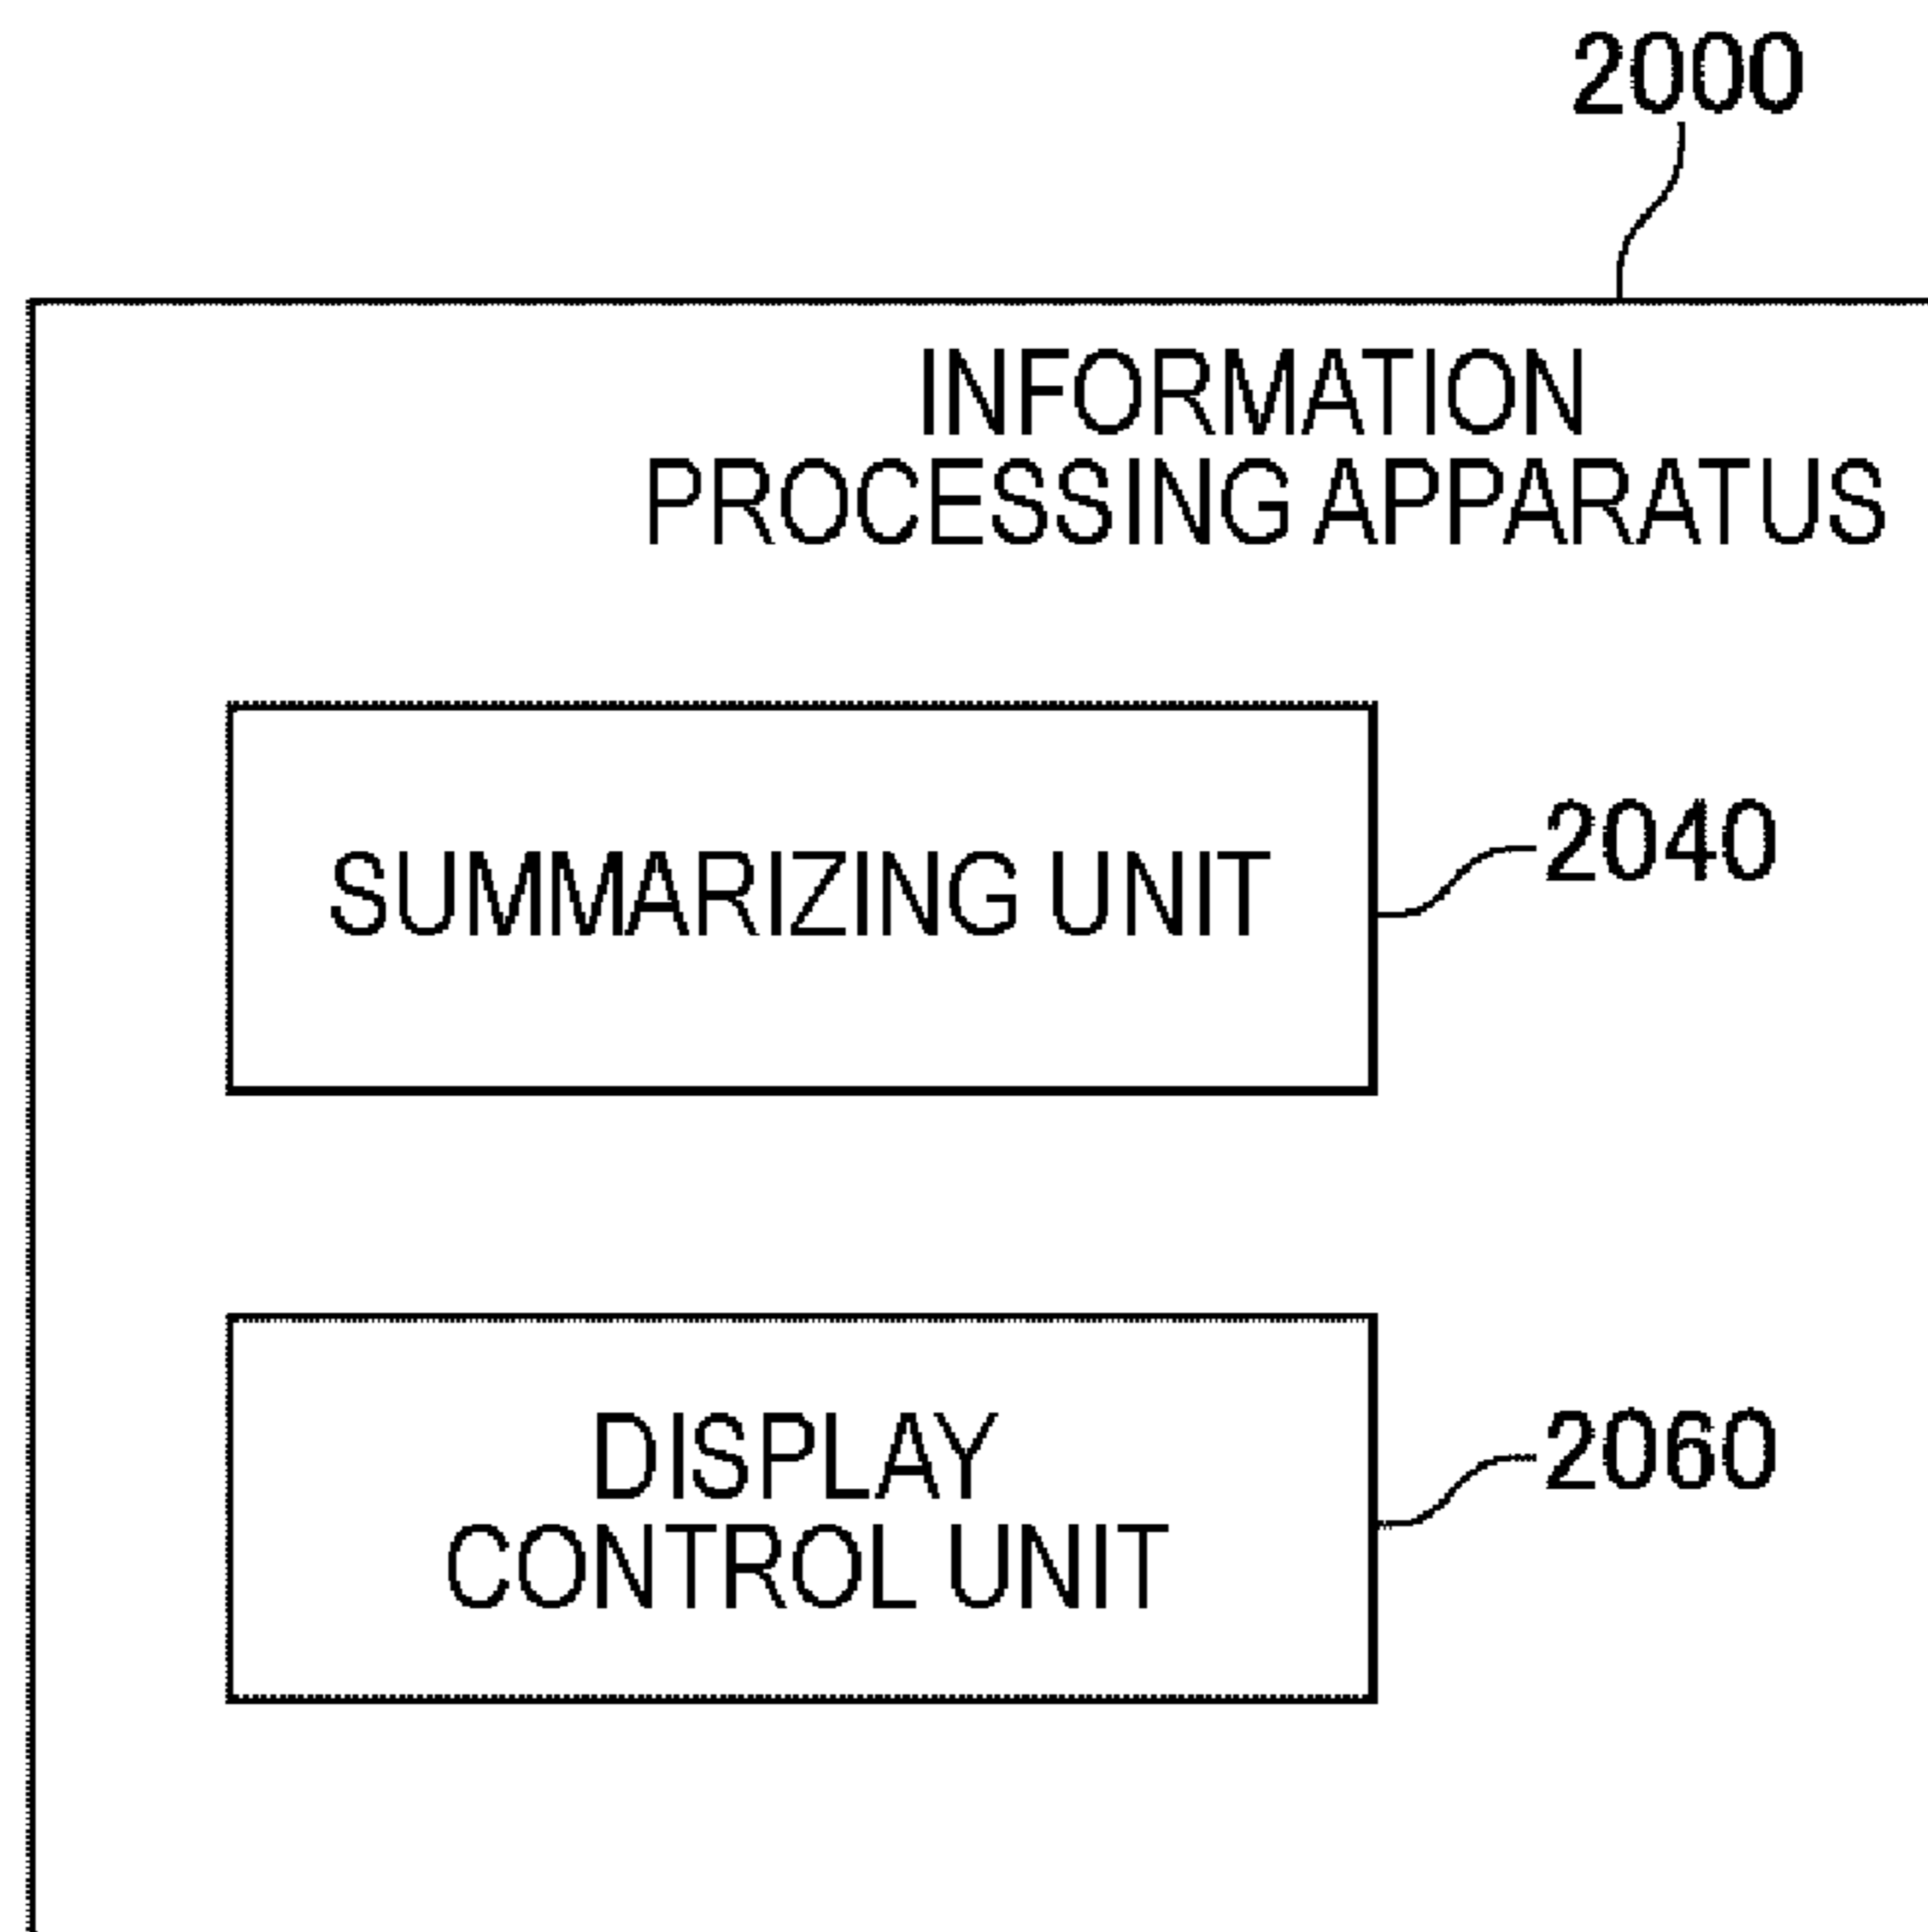 2000
INFORMATION
PROCESSING APPARATUS
SUMMARIZING UNIT
2040
DISPLAY
CONTROL UNIT
2060